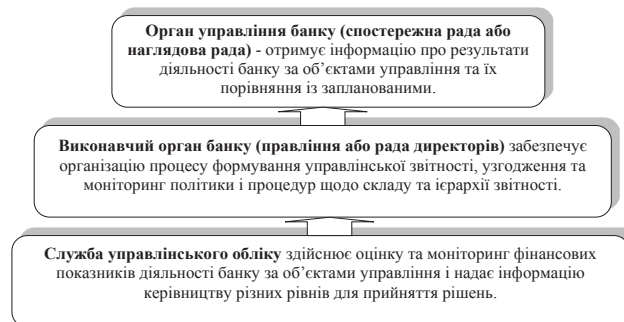 Орган управління банку (спостережна рада або
наглядова рада) - отримує інформацію про результати
діяльності банку за об’єктами управління та їх
порівняння із запланованими.
Виконавчий орган банку (правління або рада директорів) забезпечує
організацію процесу формування управлінської звітності, узгодження та
моніторинг політики і процедур щодо складу та ієрархії звітності.
Служба управлінського обліку здійснює оцінку та моніторинг фінансових
показників діяльності банку за об’єктами управління і надає інформацію
керівництву різних рівнів для прийняття рішень.